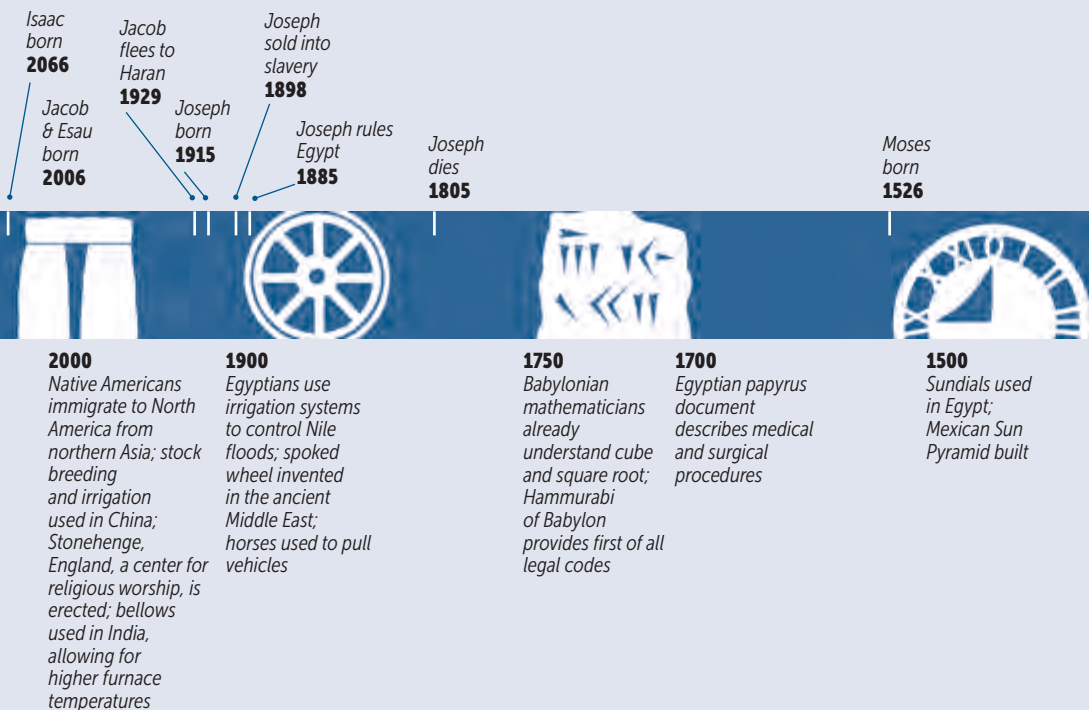 Isaac
born
2066
Jacob
& Esau
born
2006
Jacob
flees to
Haran
1929
Joseph
born
1915
Joseph
sold into
slavery
1898
Joseph rules
Egypt
1885
Joseph
dies
1805
Moses
born
1526
2000
Native Americans
immigrate to North
America from
northern Asia; stock
breeding
and irrigation
used in China;
Stonehenge,
England, a center for
religious worship, is
erected; bellows
used in India,
allowing for
higher furnace
temperatures
1900
Egyptians use
irrigation systems
to control Nile
floods; spoked
wheel invented
in the ancient
Middle East;
horses used to pull
vehicles
1750
Babylonian
mathematicians
already
understand cube
and square root;
Hammurabi
of Babylon
provides first of all
legal codes
1700
Egyptian papyrus
document
describes medical
and surgical
procedures
1500
Sundials used
in Egypt;
Mexican Sun
Pyramid built